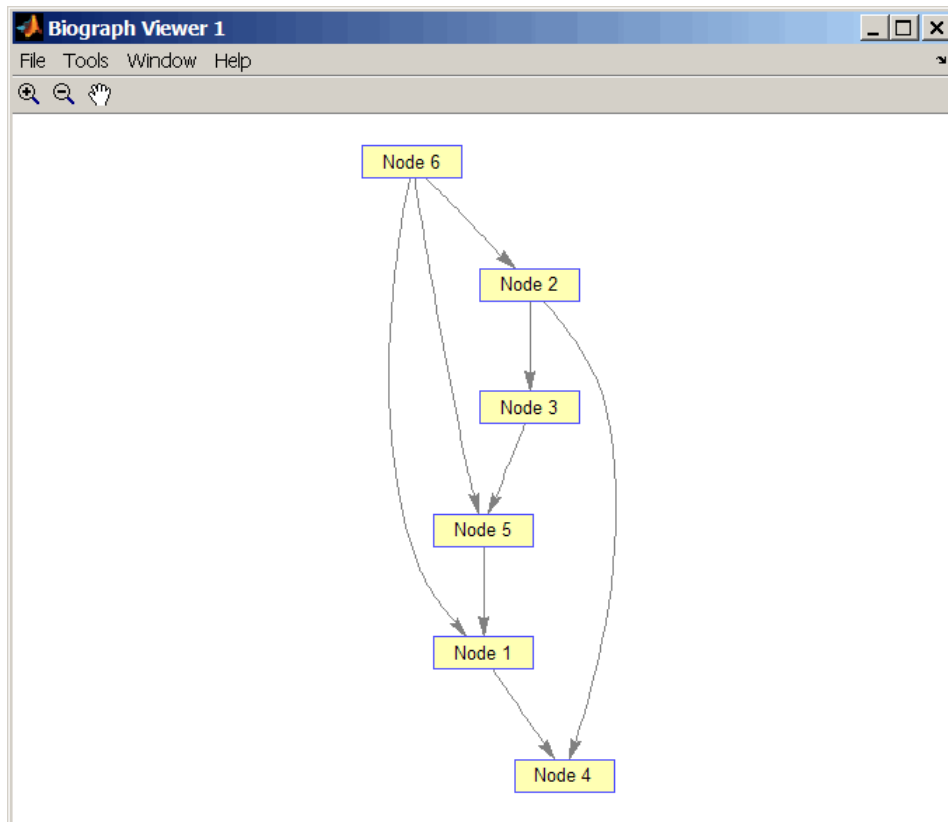 Biograph Viewer 1
File Tools Window Help
Node 6
Node 2
Node 3
Node 5
Node 1
Node 4